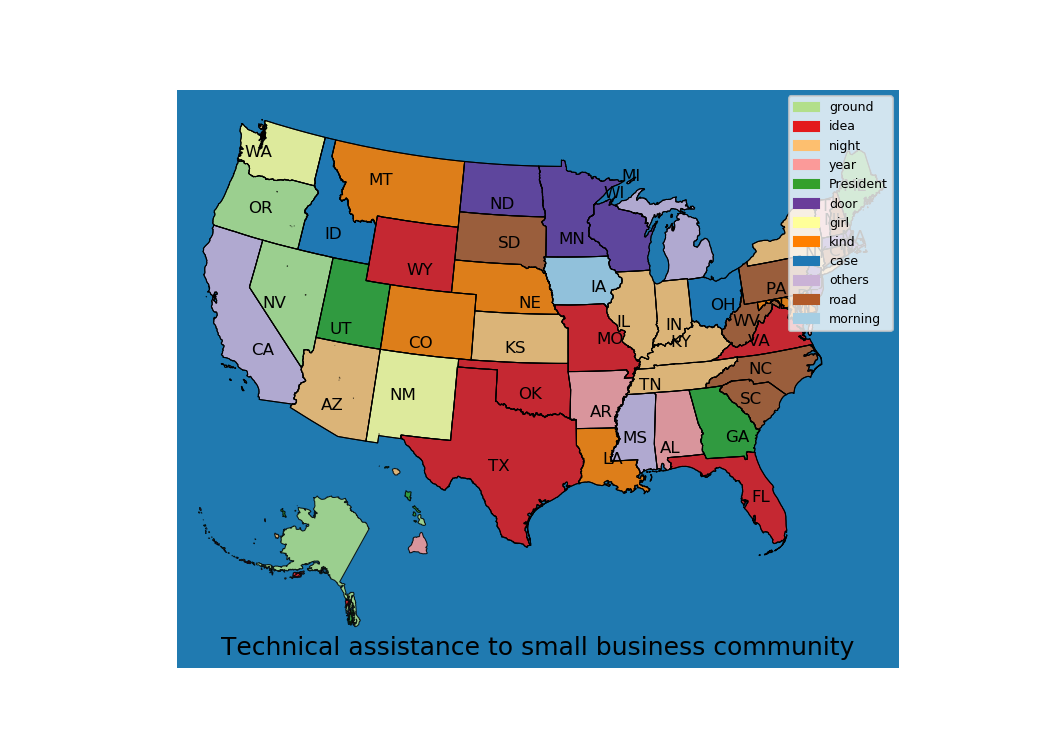 ground
idea
night
year
President
door
girl
kind
case
others
road
morning
WA
OR
CA
NV
ID
MT
WY
UT
CO
AZ
NM
ND
SD
NE
KS
OK
TX
MN
IA
MO
AR
LA
WI
MI
IL
IN
OH
KY
TN
MS
AL
GA
FL
SC
NC
VA
WV
PA
Technical assistance to small business community